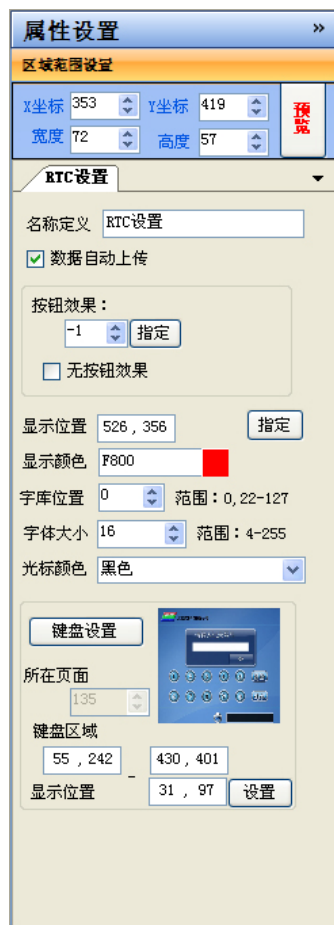 属性设置 »
区域范围设置
X坐标 353 Y坐标 419 预览
宽度 72 高度 57
RTC设置
名称定义 RTC设置
数据自动上传
按钮效果：
-1 指定
无按钮效果
显示位置 526 , 356 指定
显示颜色 F800
字库位置 0 范围：0,22-127
字体大小 16 范围：4-255
光标颜色 黑色
键盘设置
所在页面
135
键盘区域
55 , 242 - 430 , 401
显示位置 31 , 97 设置